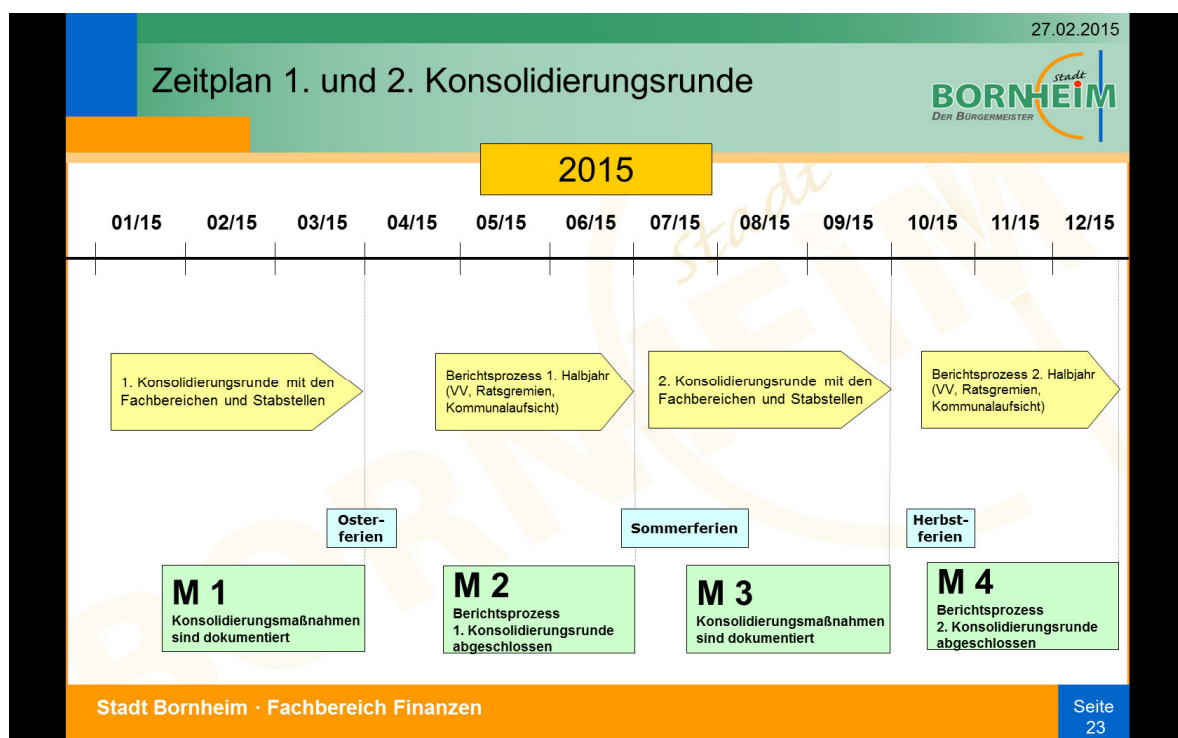 27.02.2015
Zeitplan 1. und 2. Konsolidierungsrunde
stadt
BORNHEiM
DER BÜRGERMEISTER
2015
01/15 02/15 03/15 04/15 05/15 06/15 07/15 08/15 09/15 10/15 11/15 12/15
1. Konsolidierungsrunde mit den
Fachbereichen und Stabstellen
Berichtsprozess 1. Halbjahr
(VV, Ratsgremien,
Kommunalaufsicht)
2. Konsolidierungsrunde mit den
Fachbereichen und Stabstellen
Berichtsprozess 2. Halbjahr
(VV, Ratsgremien,
Kommunalaufsicht)
Oster-
ferien
Sommerferien
Herbst-
ferien
M 1
Konsolidierungsmaßnahmen
sind dokumentiert
M 2
Berichtsprozess
1. Konsolidierungsrunde
abgeschlossen
M 3
Konsolidierungsmaßnahmen
sind dokumentiert
M 4
Berichtsprozess
2. Konsolidierungsrunde
abgeschlossen
stadt
BORNHEiM
Stadt Bornheim · Fachbereich Finanzen
Seite
23